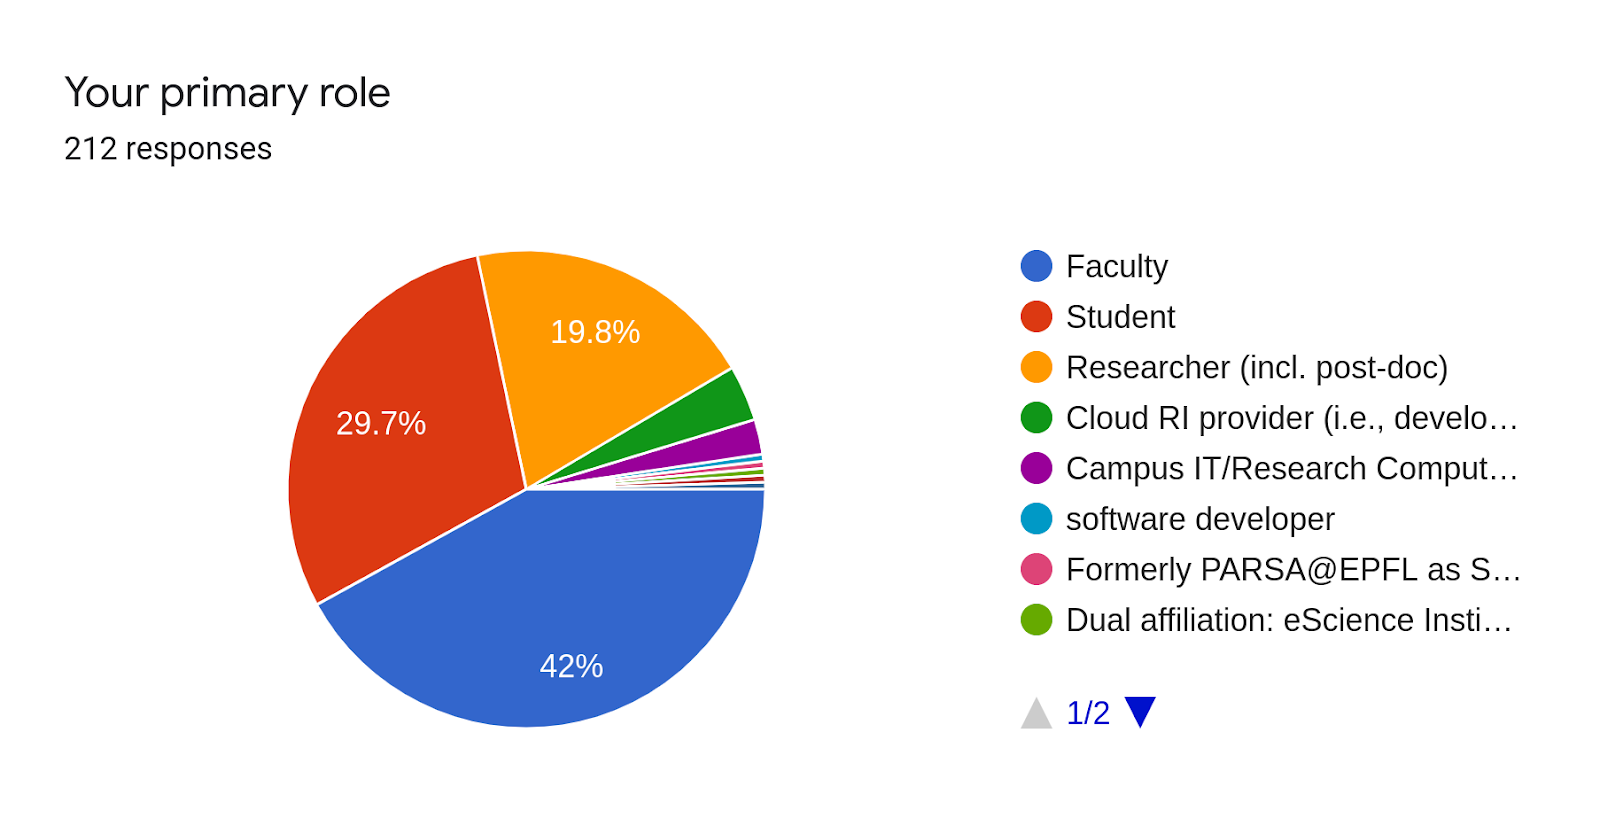 Your primary role
212 responses
19.8%
29.7%
42%
Faculty
Student
Researcher (incl. post-doc)
Cloud RI provider (i.e., develo…
Campus IT/Research Comput…
software developer
Formerly PARSA@EPFL as S…
Dual affiliation: eScience Insti…
1/2